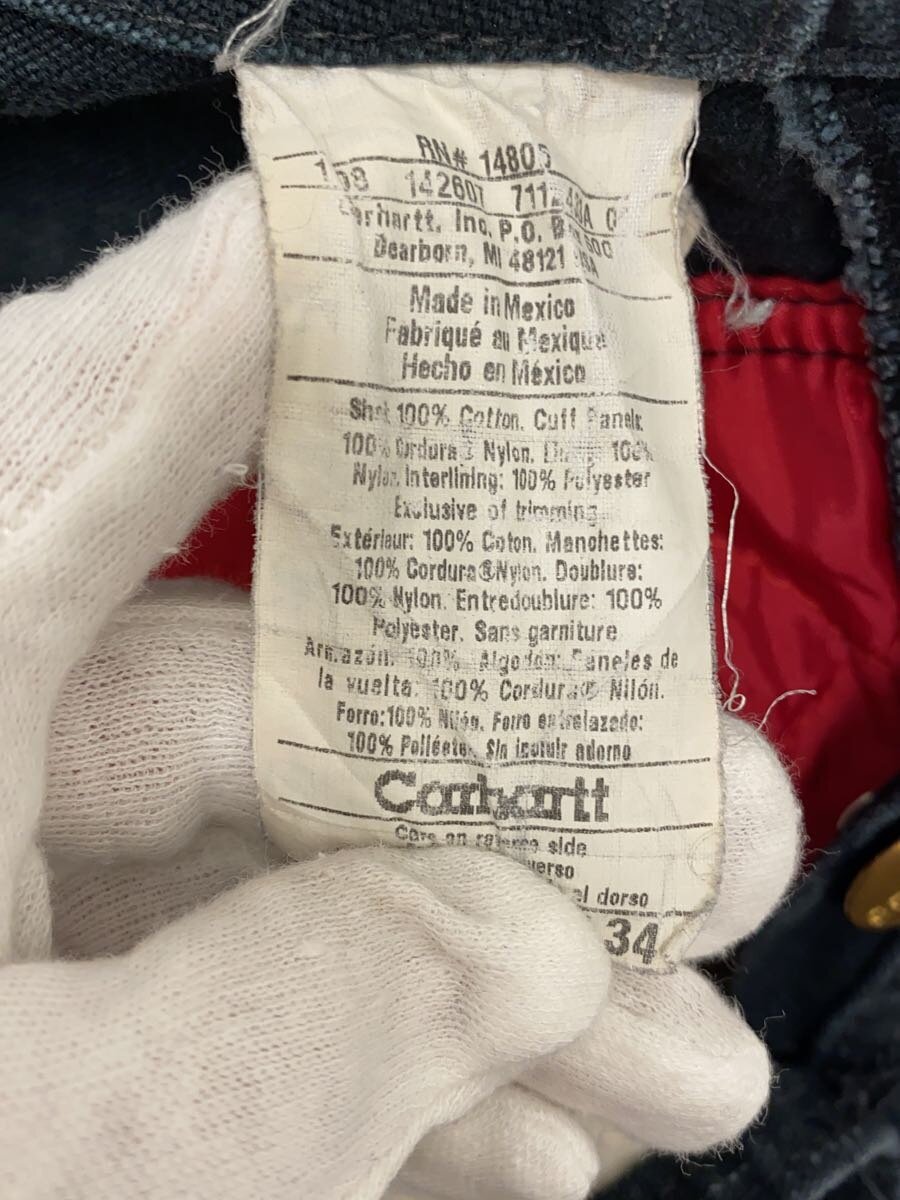 RN# 14805
142607
Carhartt, Inc. P.O. Box 600
Dearborn, MI 48121 USA
Made in Mexico
Fabriqué au Mexique
Hecho en México
Shell 100% Cotton. Cuff Panels:
100% Cordura® Nylon. Lining: 100%
Nylon. Interlining: 100% Polyester
Exclusive of trimming
Extérieur: 100% Coton. Manchettes:
100% Cordura®Nylon. Doublure:
100% Nylon. Entredoublure: 100%
Polyester. Sans garniture
Armazón: 100% Algodón: Paneles de
la vuelta: 100% Cordura® Nilón.
Forro:100% Nilón. Forro entrelazado:
100% Poliéster. Sin incluir adorno
Carhartt
Care on reverse side
el dorso
34